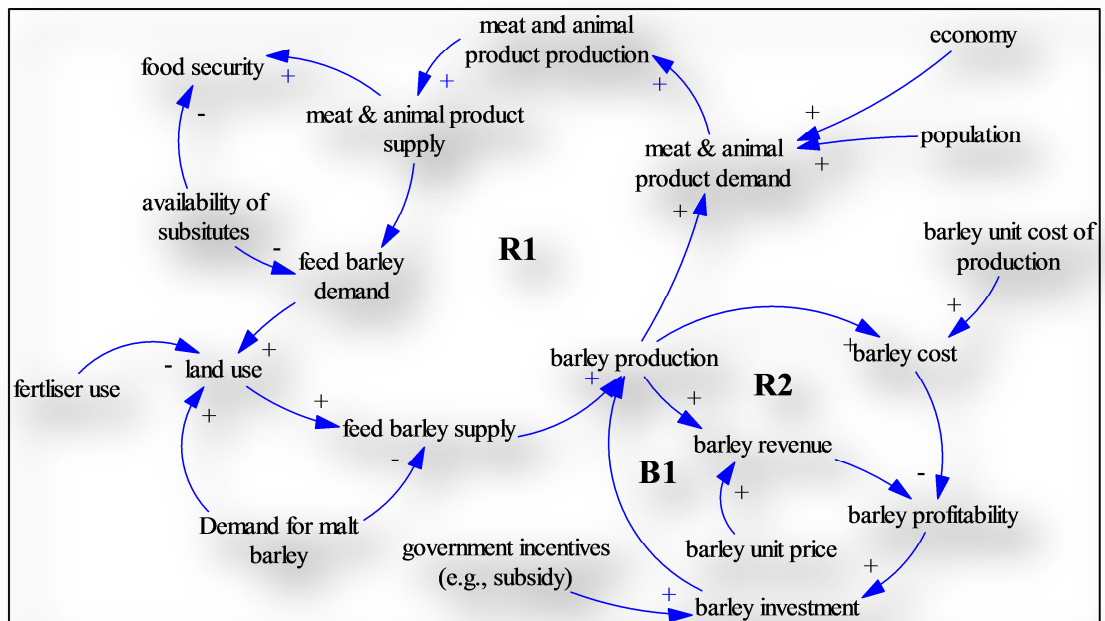 meat and animal
product production
economy
food security
+
+
+
meat & animal product
supply
-
+
population
meat & animal
product demand
+
availability of
subsitutes
+
barley unit cost of
production
-
feed barley
demand
R1
+
+
land use
-
fertliser use
barley production
+
barley cost
+
R2
+
+
+
feed barley supply
-
barley revenue
B1
-
+
Demand for malt
barley
barley profitability
government incentives
(e.g., subsidy)
barley unit price
+
+
barley investment